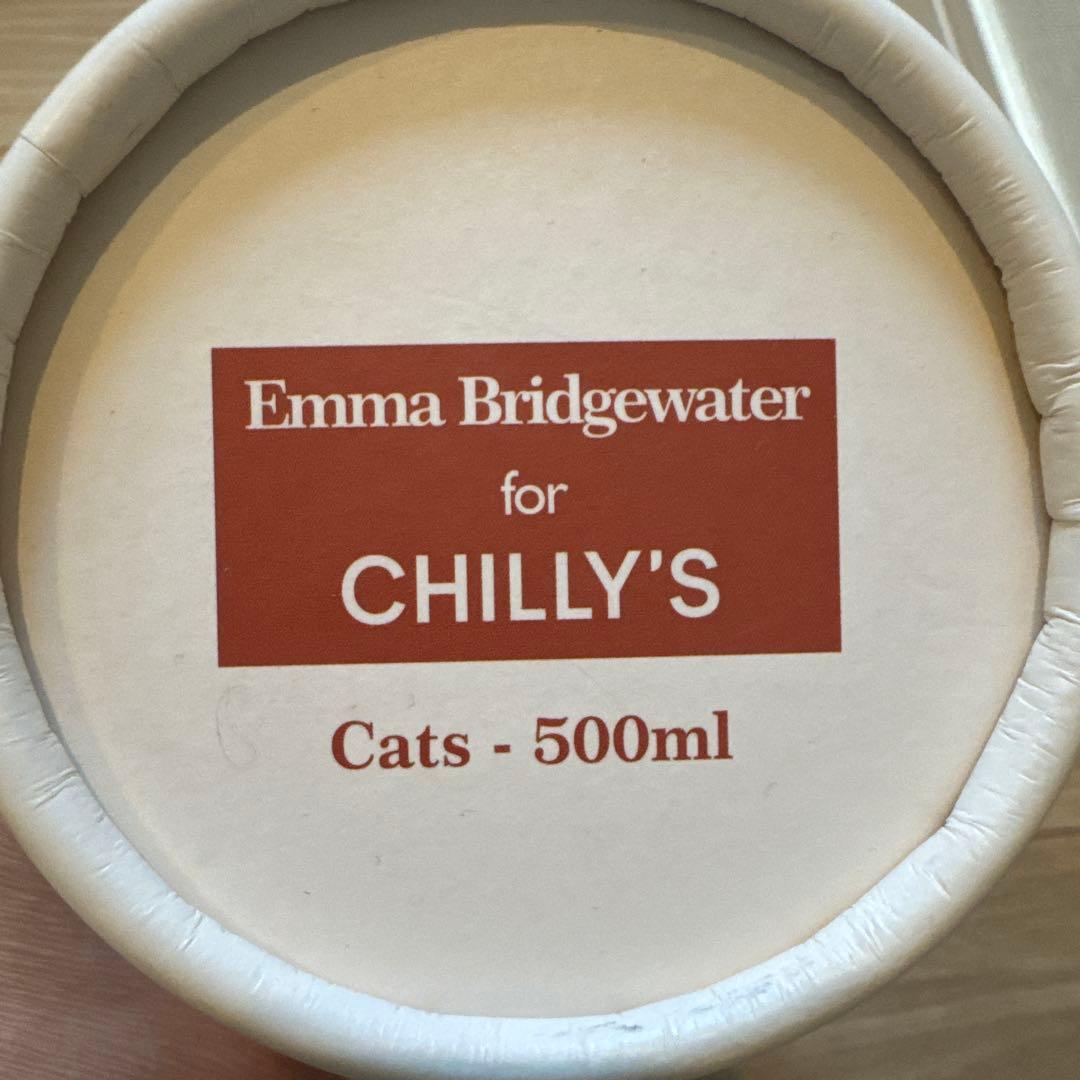 Emma Bridgewater
for
CHILLY'S
Cats - 500ml